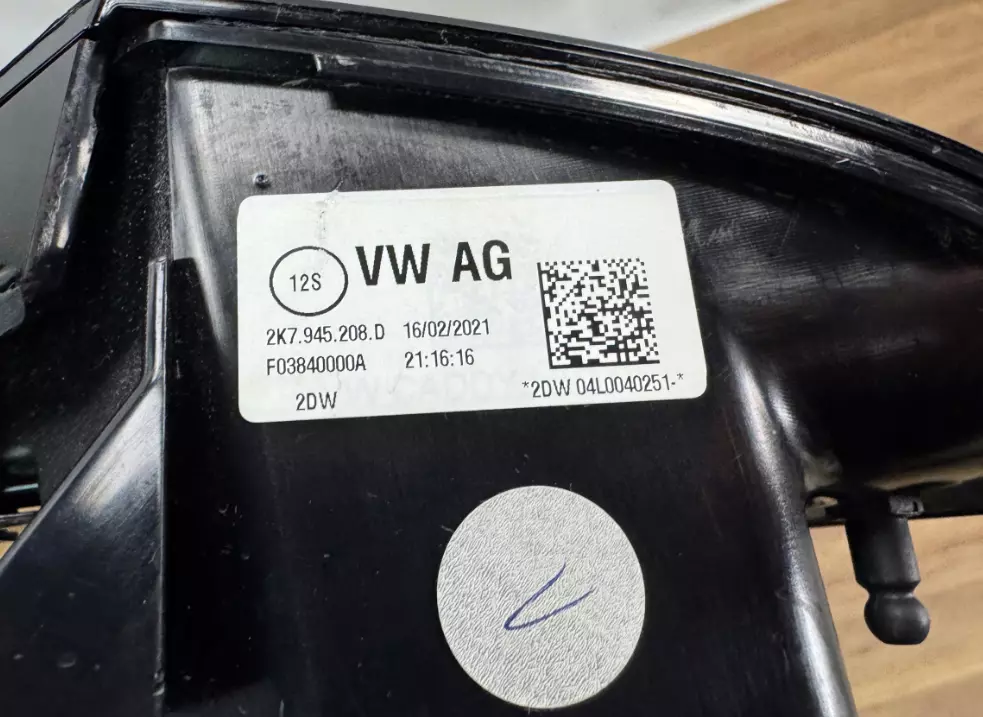 12S
VW AG
2K7.945.208.D 16/02/2021
F03840000A 21:16:16
2DW
*2DW 04L0040251-*